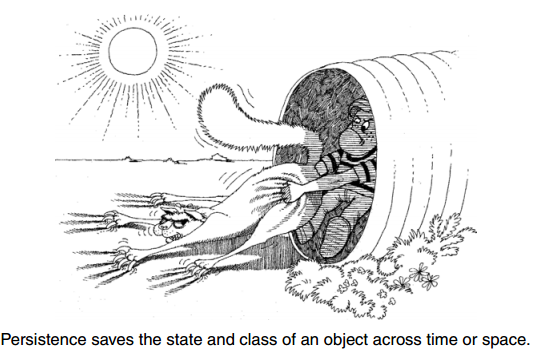 Persistence saves the state and class of an object across time or space.